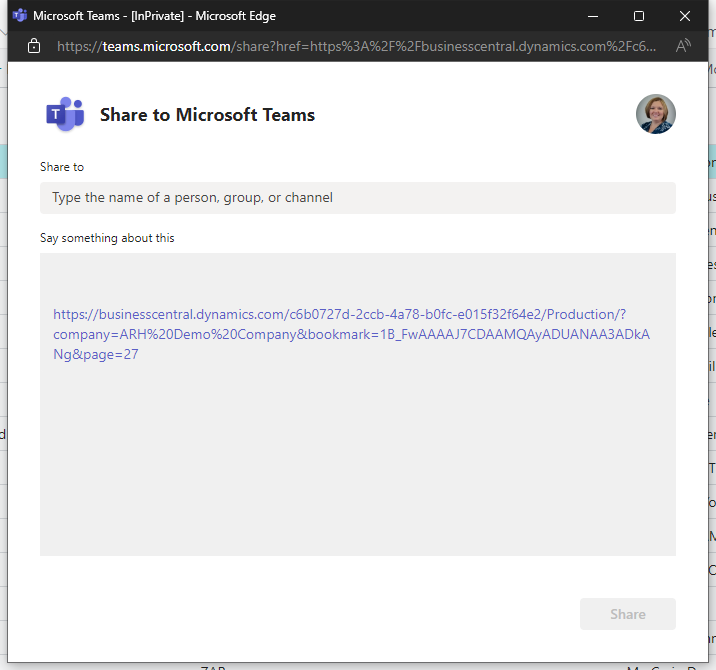 Microsoft Teams - [InPrivate] - Microsoft Edge
https://teams.microsoft.com/share?href=https%3A%2F%2Fbusinesscentral.dynamics.com%2Fc6...
Share to Microsoft Teams
Share to
Type the name of a person, group, or channel
Say something about this
https://businesscentral.dynamics.com/c6b0727d-2ccb-4a78-b0fc-e015f32f64e2/Production/?
company=ARH%20Demo%20Company&bookmark=1B_FwAAAAJ7CDAAMQAyADUANAA3ADkA
Ng&page=27
Share